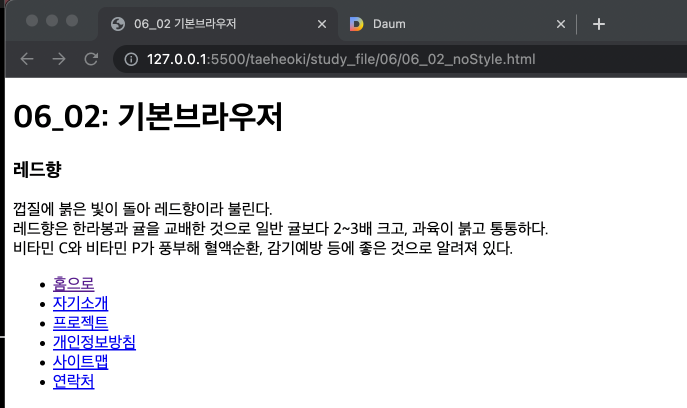 06_02 기본브라우저
Daum
127.0.0.1:5500/taeheoki/study_file/06/06_02_noStyle.html
06_02: 기본브라우저
레드향
껍질에 붉은 빛이 돌아 레드향이라 불린다.
레드향은 한라봉과 귤을 교배한 것으로 일반 귤보다 2~3배 크고, 과육이 붉고 통통하다.
비타민 C와 비타민 P가 풍부해 혈액순환, 감기예방 등에 좋은 것으로 알려져 있다.
홈으로
자기소개
프로젝트
개인정보방침
사이트맵
연락처